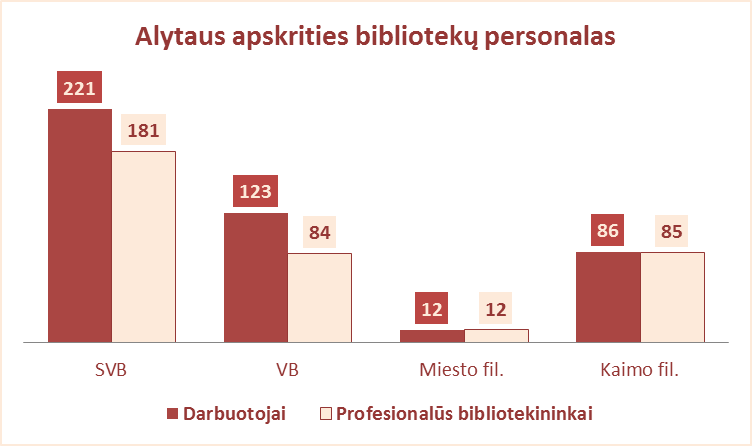 Alytaus apskrities bibliotekų personalas
221
181
123
84
12
12
86
85
SVB
VB
Miesto fil.
Kaimo fil.
Darbuotojai
Profesionalūs bibliotekininkai